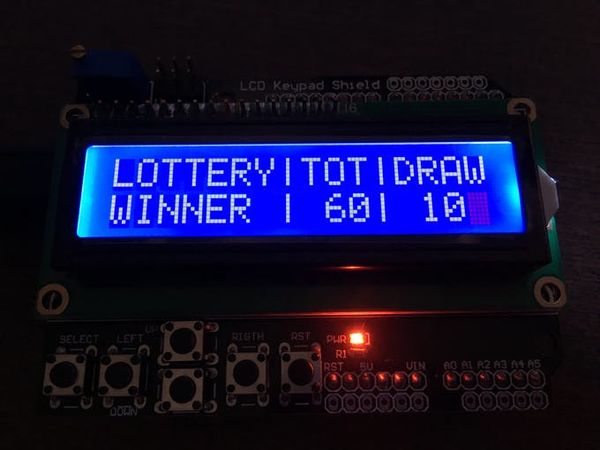 LCD Keypad Shield
LOTTERY|TOT|DRAW
WINNER | 60| 10
SELECT LEFT UP RIGTH RST PWR
R1
RST 5V VIN A0 A1 A2 A3 A4 A5
DOWN